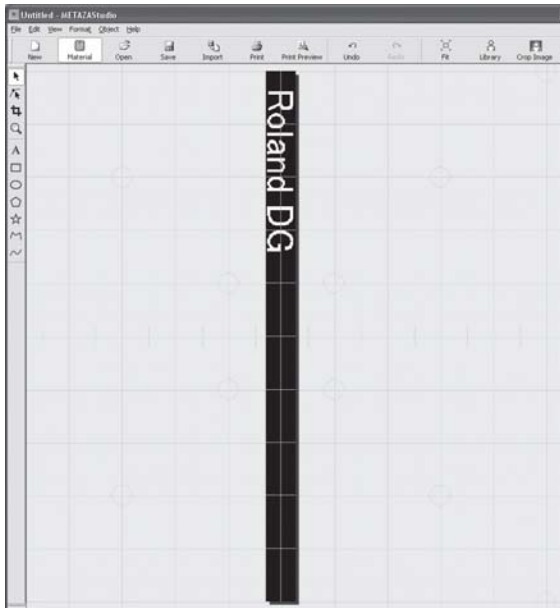 Untitled - METAZAStudio
File Edit View Format Object Help
New Material Open Save Import Print Print Preview Undo Redo Fit Library Crop Image
A
Roland DG